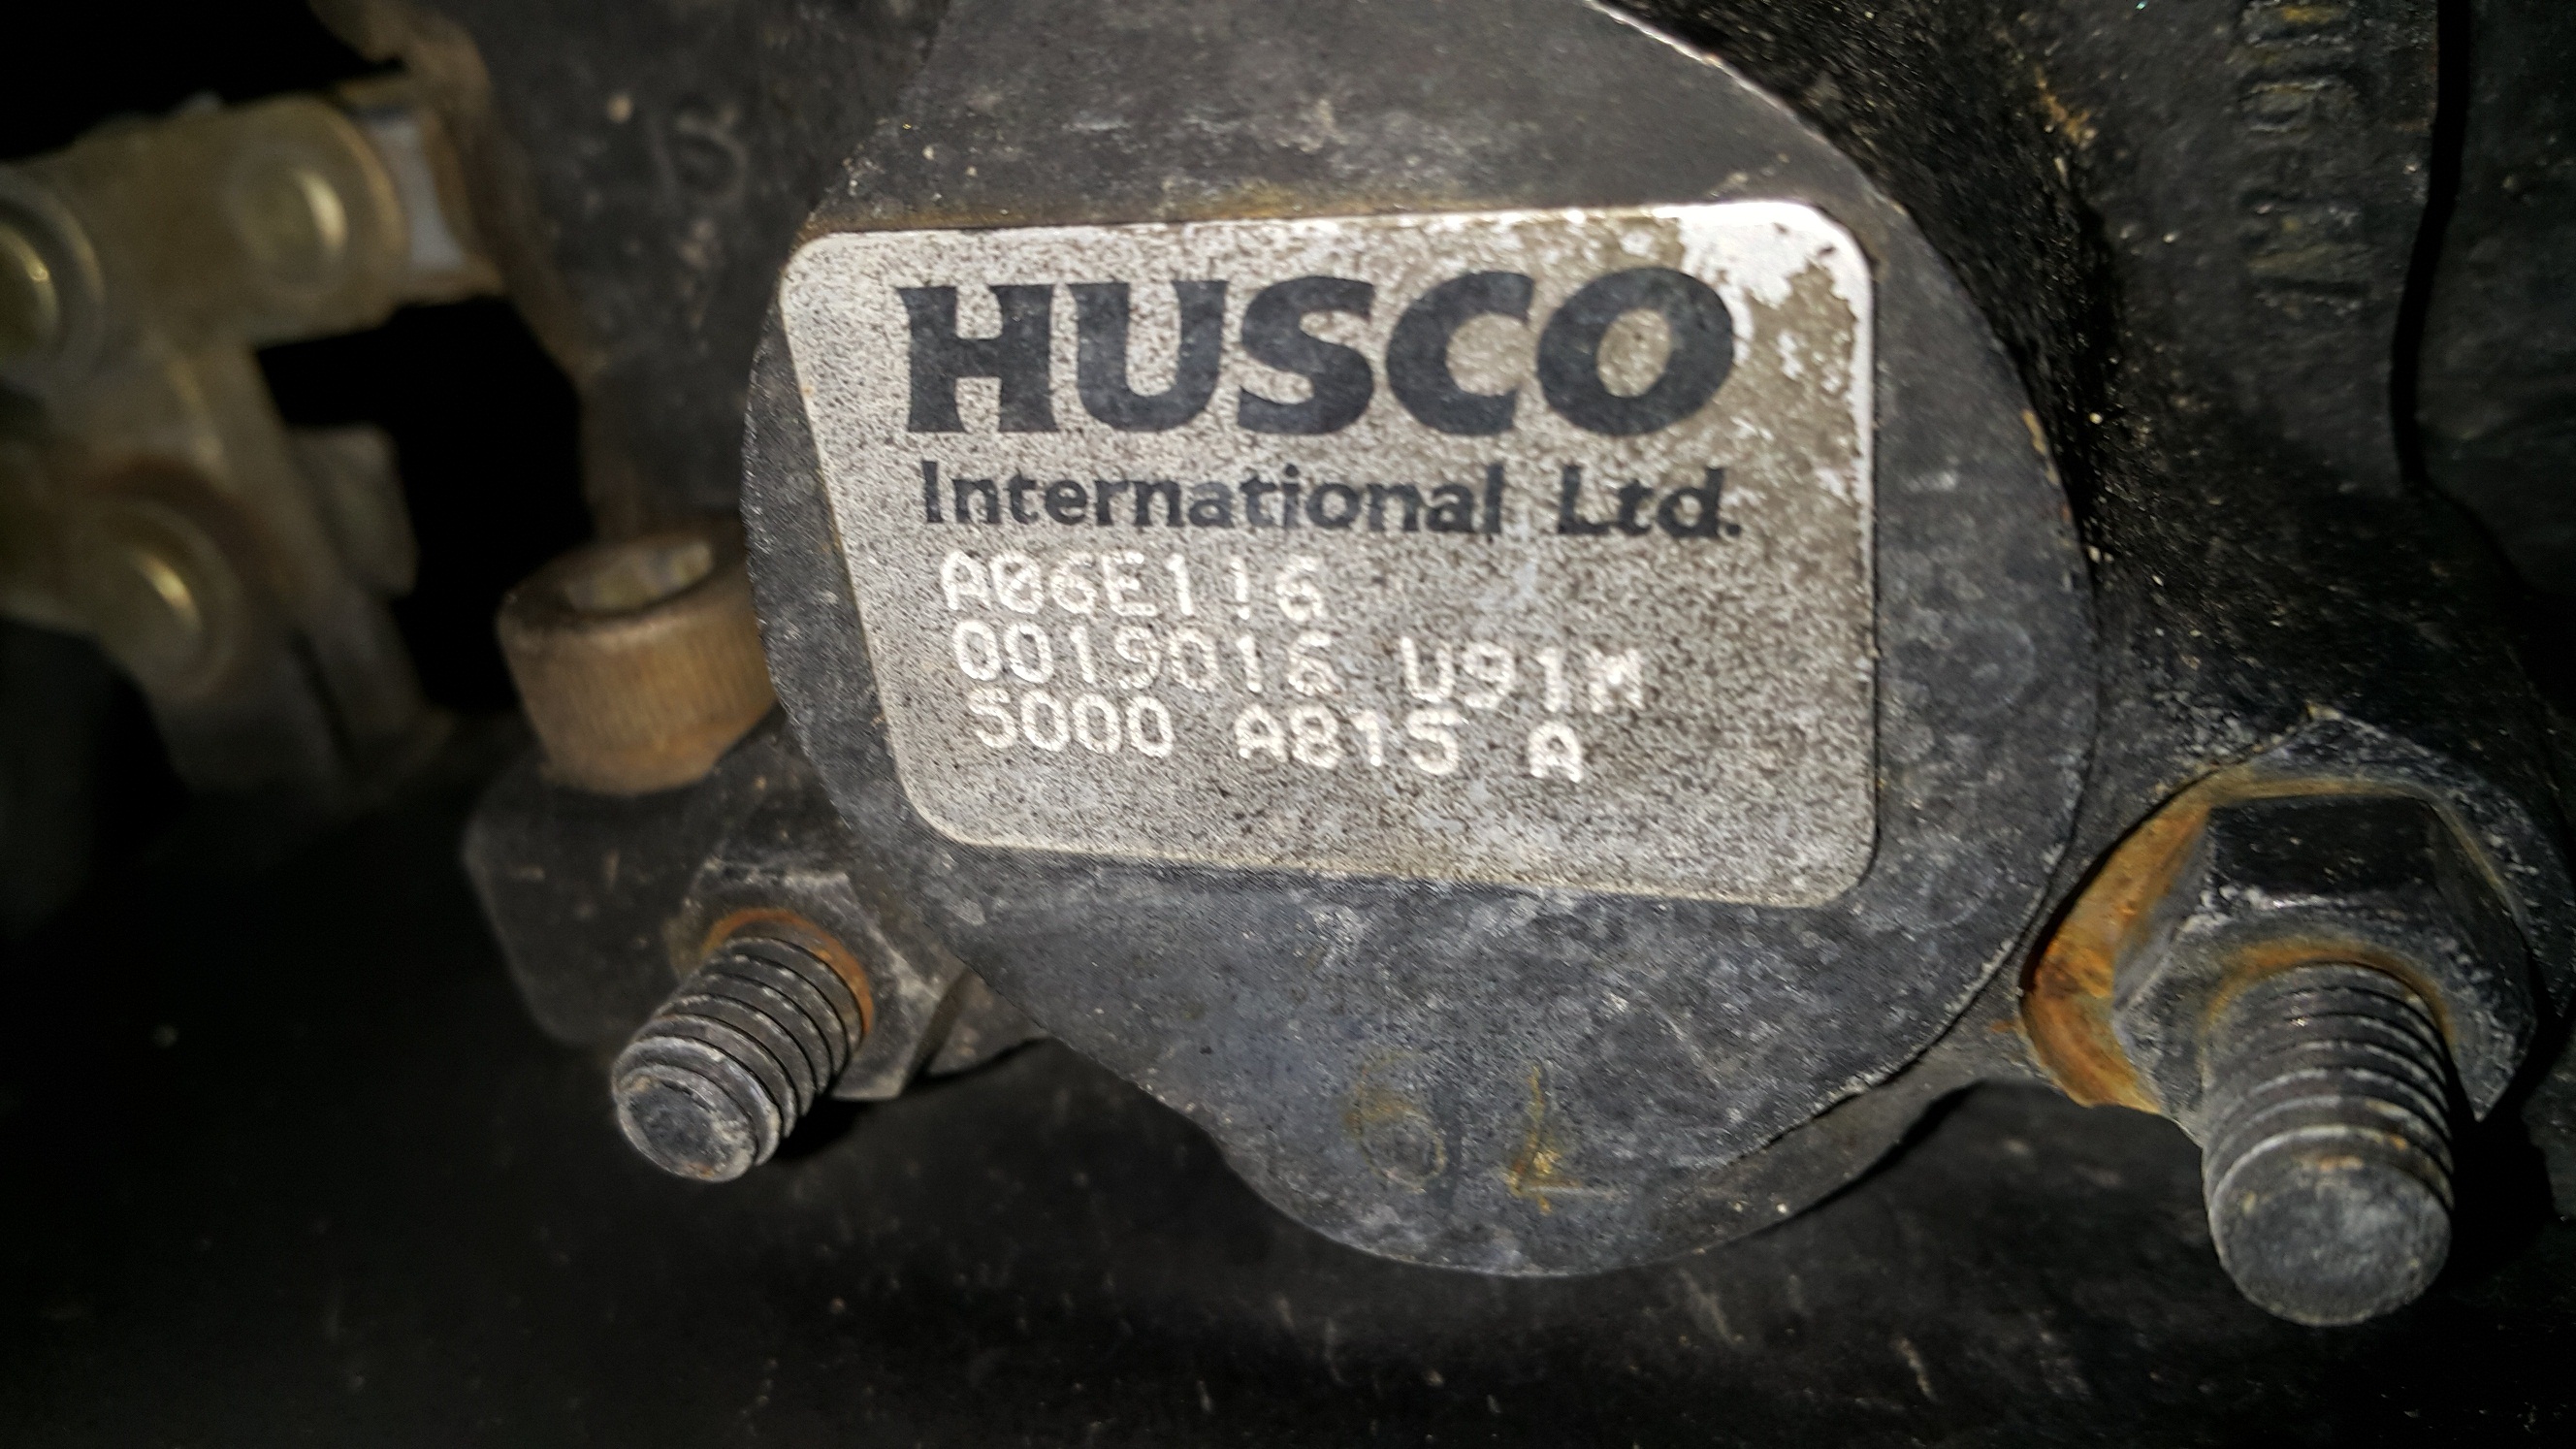 HUSCO
International Ltd.
A06E116
0019016 U91M
5000 A815 A